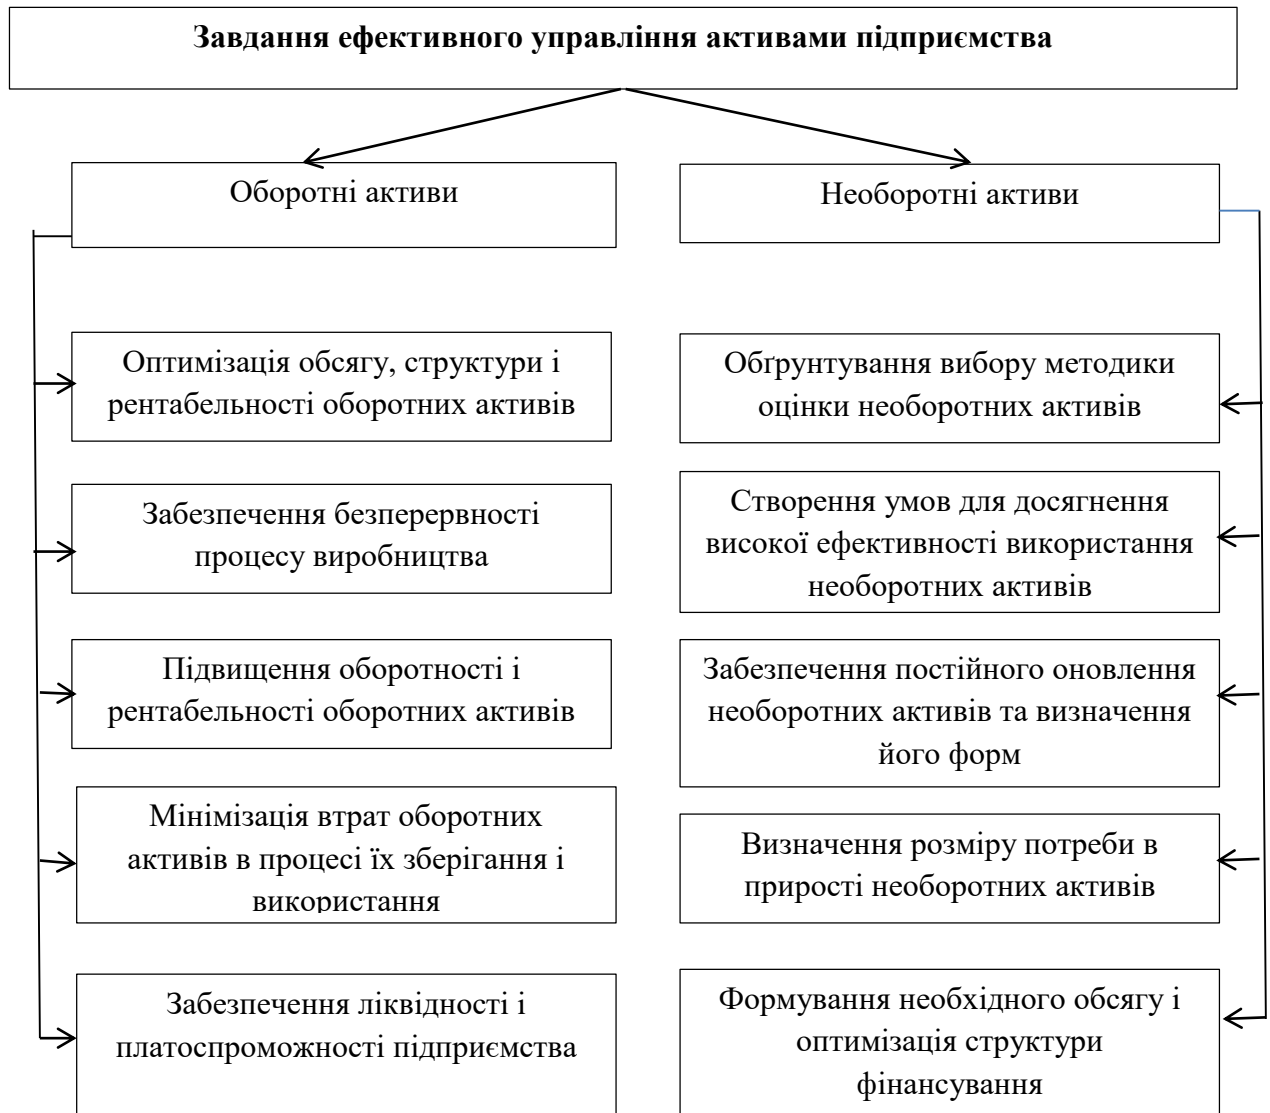 Завдання ефективного управління активами підприємства
Оборотні активи
Необоротні активи
Оптимізація обсягу, структури і
рентабельності оборотних активів
Забезпечення безперервності
процесу виробництва
Підвищення оборотності і
рентабельності оборотних активів
Мінімізація втрат оборотних
активів в процесі їх зберігання і
використання
Забезпечення ліквідності і
платоспроможності підприємства
Обґрунтування вибору методики
оцінки необоротних активів
Створення умов для досягнення
високої ефективності використання
необоротних активів
Забезпечення постійного оновлення
необоротних активів та визначення
його форм
Визначення розміру потреби в
прирості необоротних активів
Формування необхідного обсягу і
оптимізація структури
фінансування